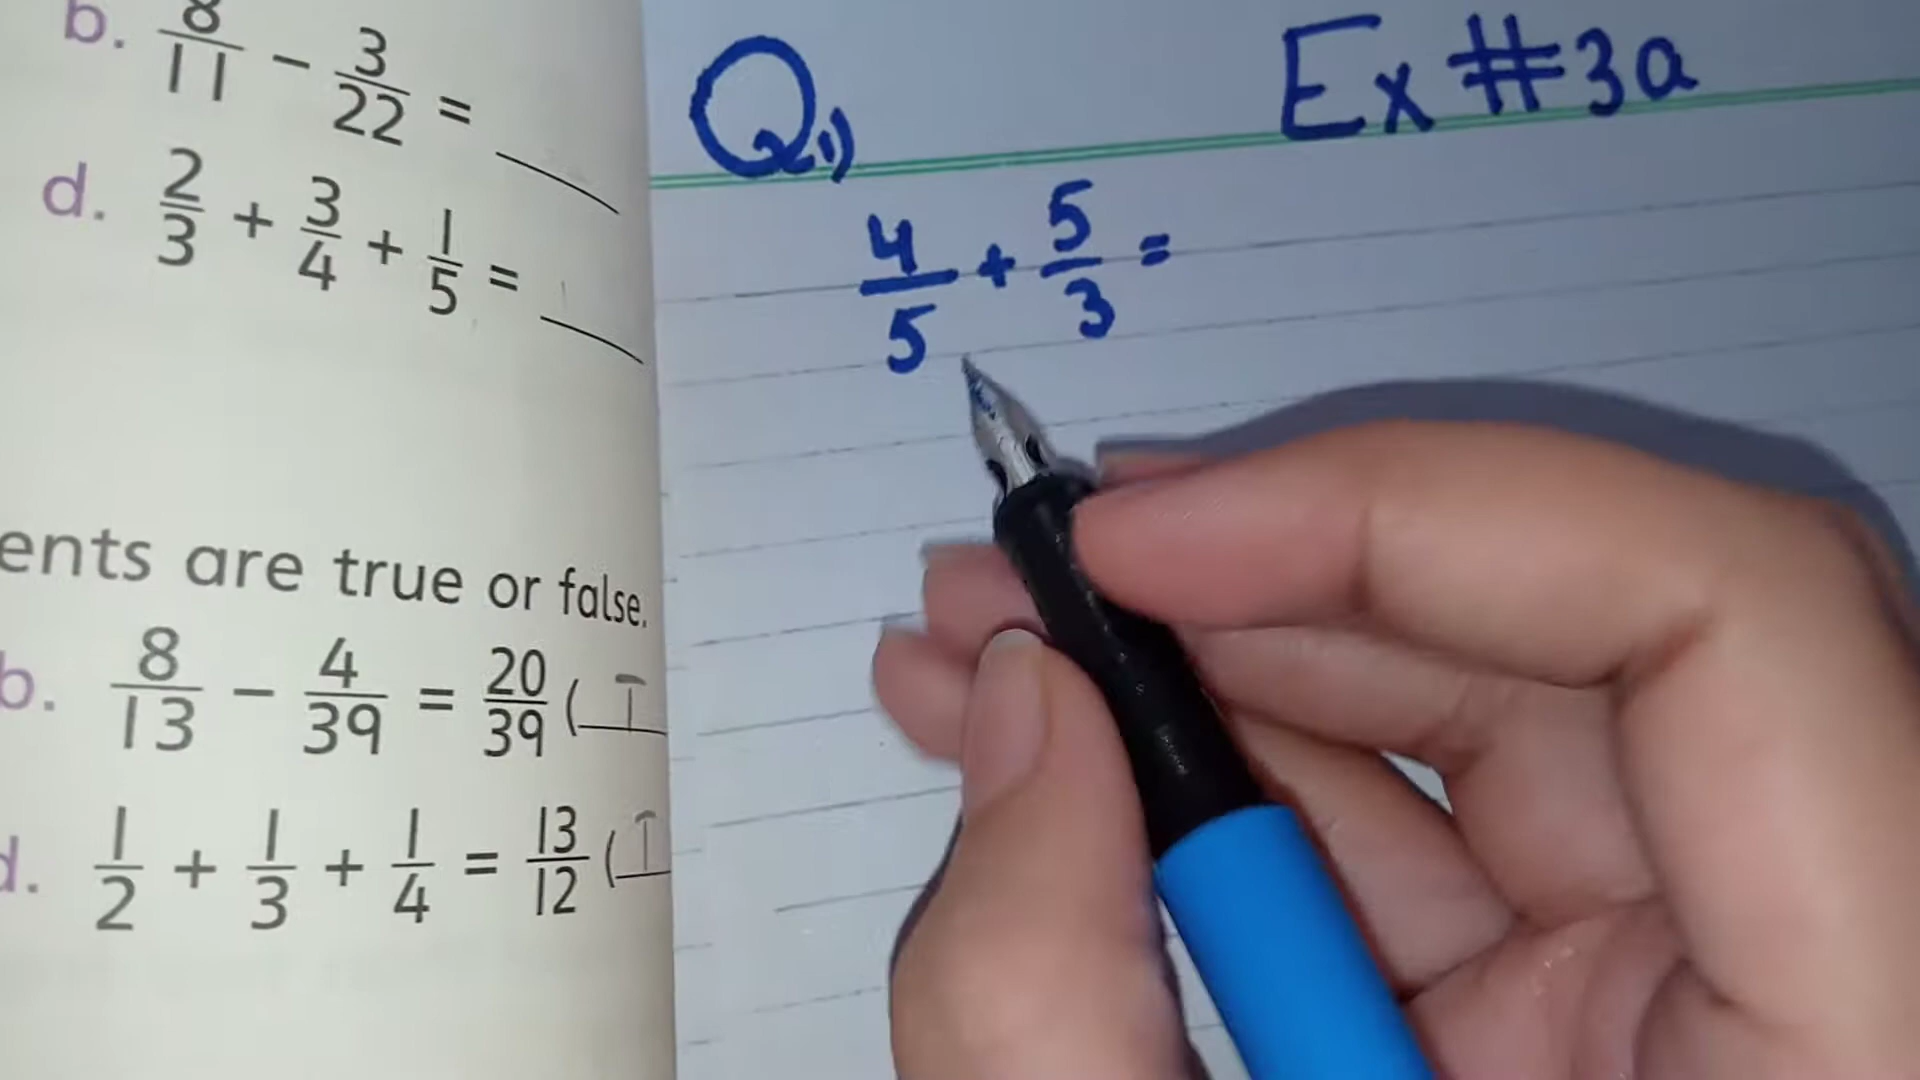 b. 8/11 - 3/22 = ____
d. 2/3 + 3/4 + 1/5 = ____
ents are true or false.
b. 8/13 - 4/39 = 20/39 ( T
d. 1/2 + 1/3 + 1/4 = 13/12 ( T
Ex #3a
Q1)
4/5 + 5/3 =